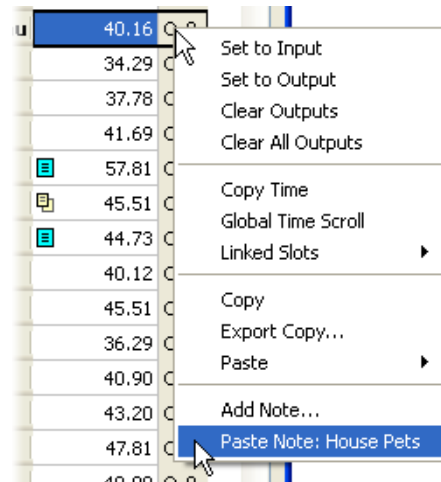 u 40.16 O 8
34.29 O
37.78 O
41.69 O
57.81 O
45.51 O
44.73 O
40.12 O
45.51 O
36.29 O
40.90 O
43.20 O
47.81 O
Set to Input
Set to Output
Clear Outputs
Clear All Outputs
Copy Time
Global Time Scroll
Linked Slots
Copy
Export Copy...
Paste
Add Note...
Paste Note: House Pets